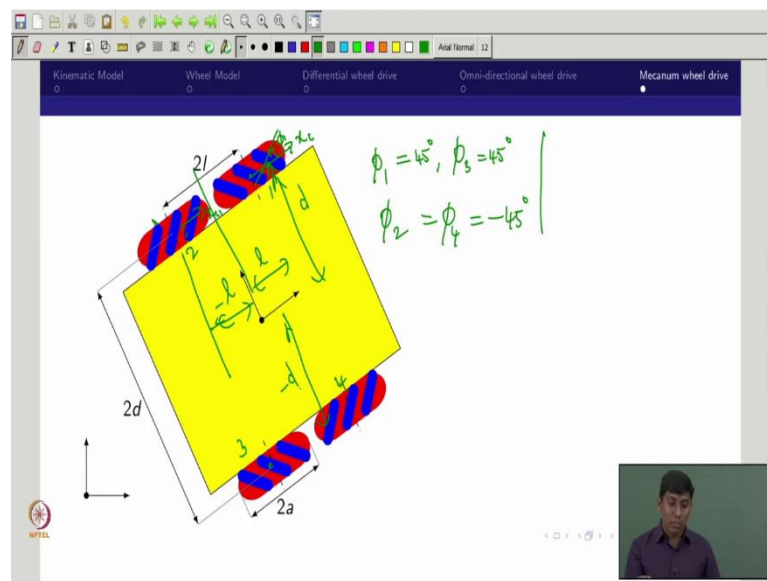 Arial Normal 12
Kinematic Model
Wheel Model
Differential wheel drive
Omni-directional wheel drive
Mecanum wheel drive
2l
1
2
d
l
-l
ϕ₁ = 45°, ϕ₃ = 45°
ϕ₂ = ϕ₄ = -45°
2d
-d
3
4
2a
NPTEL